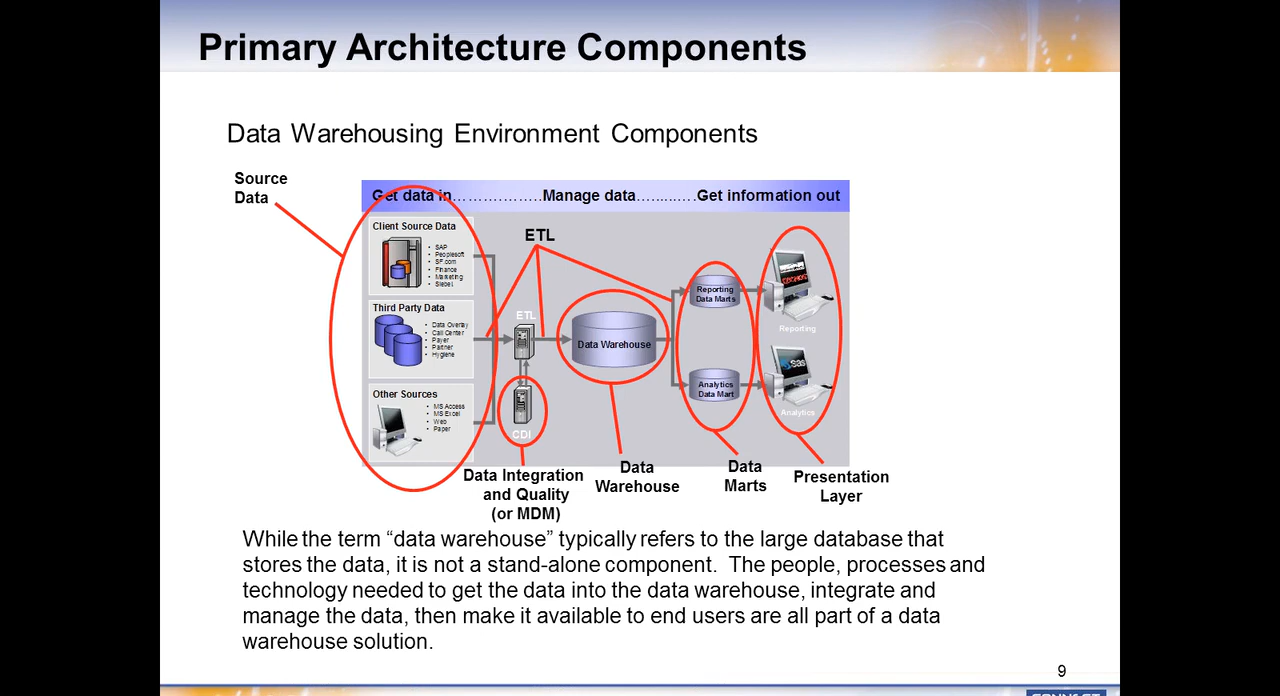 Primary Architecture Components
Data Warehousing Environment Components
Source
Data
Get data in……………..Manage data…........…Get information out
Client Source Data
• SAP
• Peoplesoft
• SF.com
• Finance
• Marketing
• Siebel
ETL
Third Party Data
• Data Overlay
• Call Center
• Payer
• Partner
• Hygiene
ETL
Data Warehouse
Reporting
Data Marts
Reporting
Other Sources
• MS Access
• MS Excel
• Web
• Paper
CDI
Analytics
Data Mart
sas
Analytics
Data Integration
and Quality
(or MDM)
Data
Warehouse
Data
Marts
Presentation
Layer
While the term “data warehouse” typically refers to the large database that
stores the data, it is not a stand-alone component.  The people, processes and
technology needed to get the data into the data warehouse, integrate and
manage the data, then make it available to end users are all part of a data
warehouse solution.
9